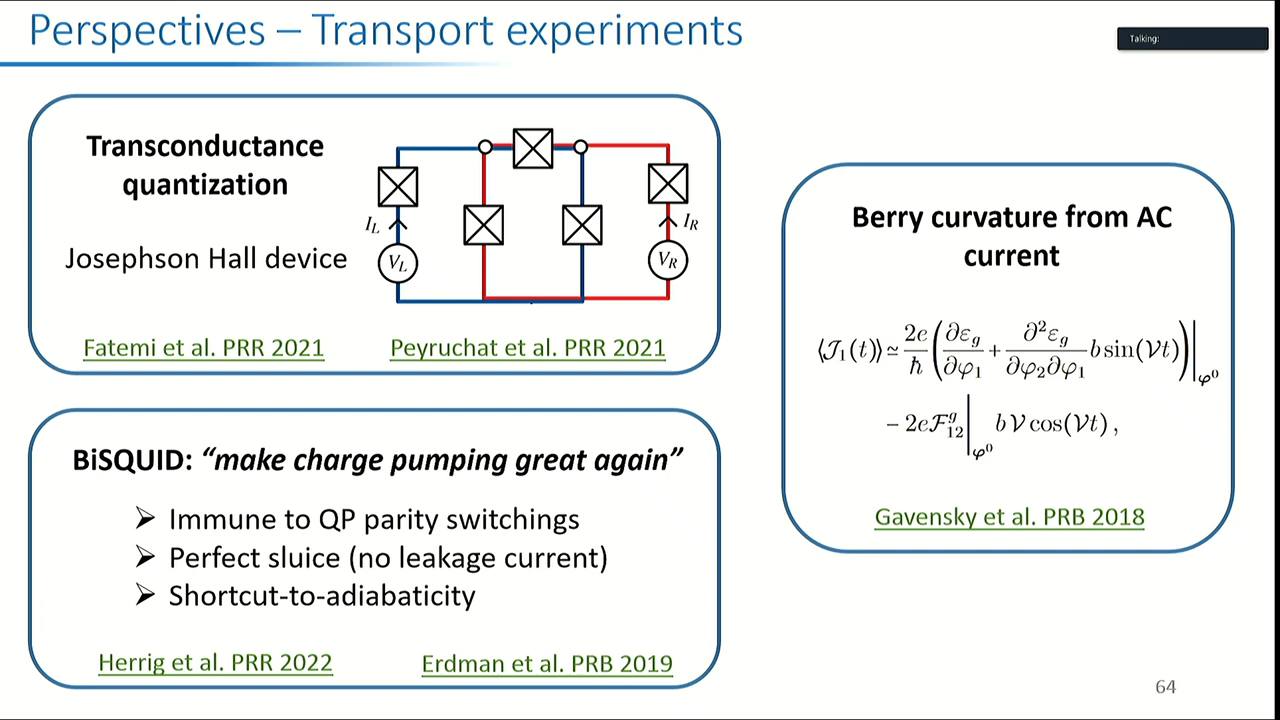 Perspectives – Transport experiments
Talking:
Transconductance
quantization
Josephson Hall device
I_L
V_L
V_R
I_R
Fatemi et al. PRR 2021
Peyruchat et al. PRR 2021
BiSQUID: “make charge pumping great again”
➢ Immune to QP parity switchings
➢ Perfect sluice (no leakage current)
➢ Shortcut-to-adiabaticity
Herrig et al. PRR 2022
Erdman et al. PRB 2019
Berry curvature from AC
current
⟨𝒥₁(t)⟩ ≃ 2e/ħ (∂ε_g/∂φ₁ + ∂²ε_g/∂φ₂∂φ₁ b sin(𝒱t))|_φ⁰
− 2eℱ₁₂^g|_φ⁰ b𝒱 cos(𝒱t) ,
Gavensky et al. PRB 2018
64